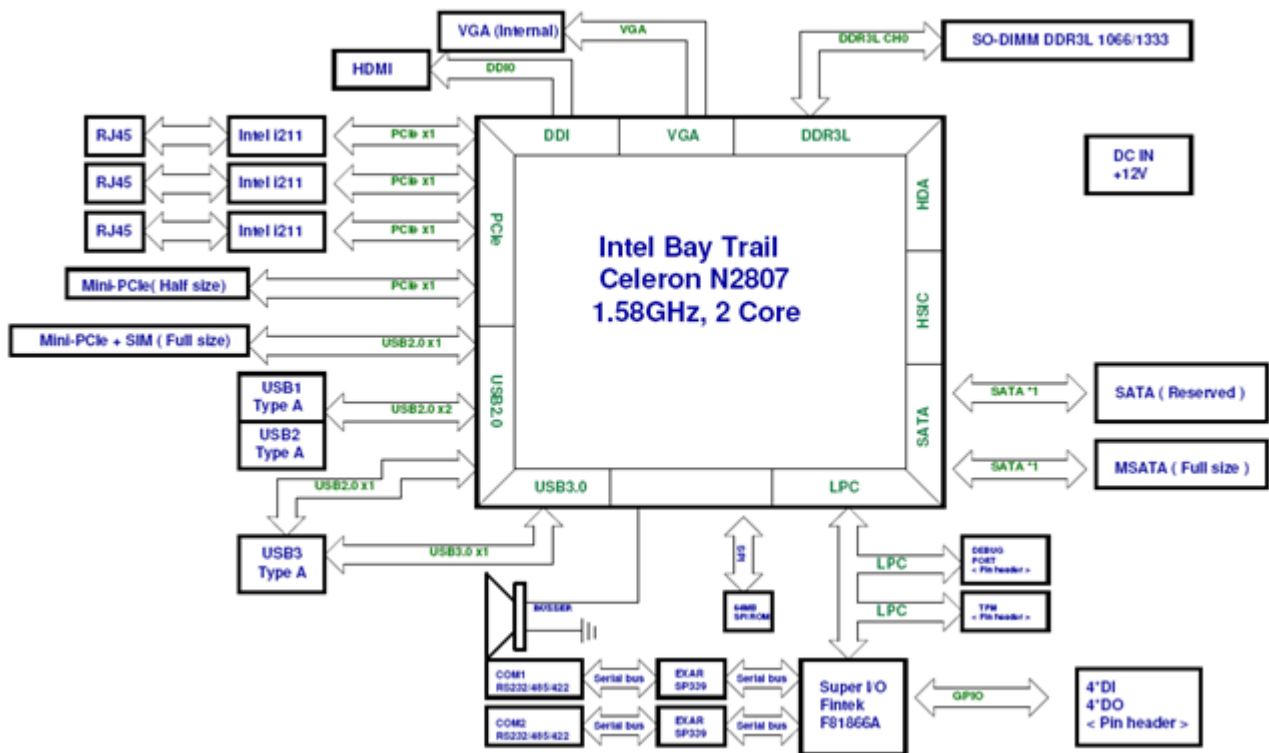 VGA (Internal)
VGA
DDR3L CH0
SO-DIMM DDR3L 1066/1333
HDMI
DDI0
RJ45
Intel i211
PCIe x1
DDI
VGA
DDR3L
DC IN
+12V
RJ45
Intel i211
PCIe x1
RJ45
Intel i211
PCIe x1
PCIe
HDA
Intel Bay Trail
Celeron N2807
1.58GHz, 2 Core
Mini-PCIe( Half size)
PCIe x1
HSIC
Mini-PCIe + SIM ( Full size)
USB2.0 x1
USB1
Type A
USB2.0 x2
USB2.0
USB2
Type A
SATA
SATA *1
SATA ( Reserved )
SATA *1
MSATA ( Full size )
USB2.0 x1
USB3.0
LPC
USB3
Type A
USB3.0 x1
SPI
LPC
DEBUG
PORT
< Pin header >
BUSSER
64MB
SPI ROM
LPC
TPM
< Pin header >
COM1
RS232/485/422
Serial bus
EXAR
SP339
Serial bus
Super I/O
Fintek
F81866A
GPIO
4*DI
4*DO
< Pin header >
COM2
RS232/485/422
Serial bus
EXAR
SP339
Serial bus